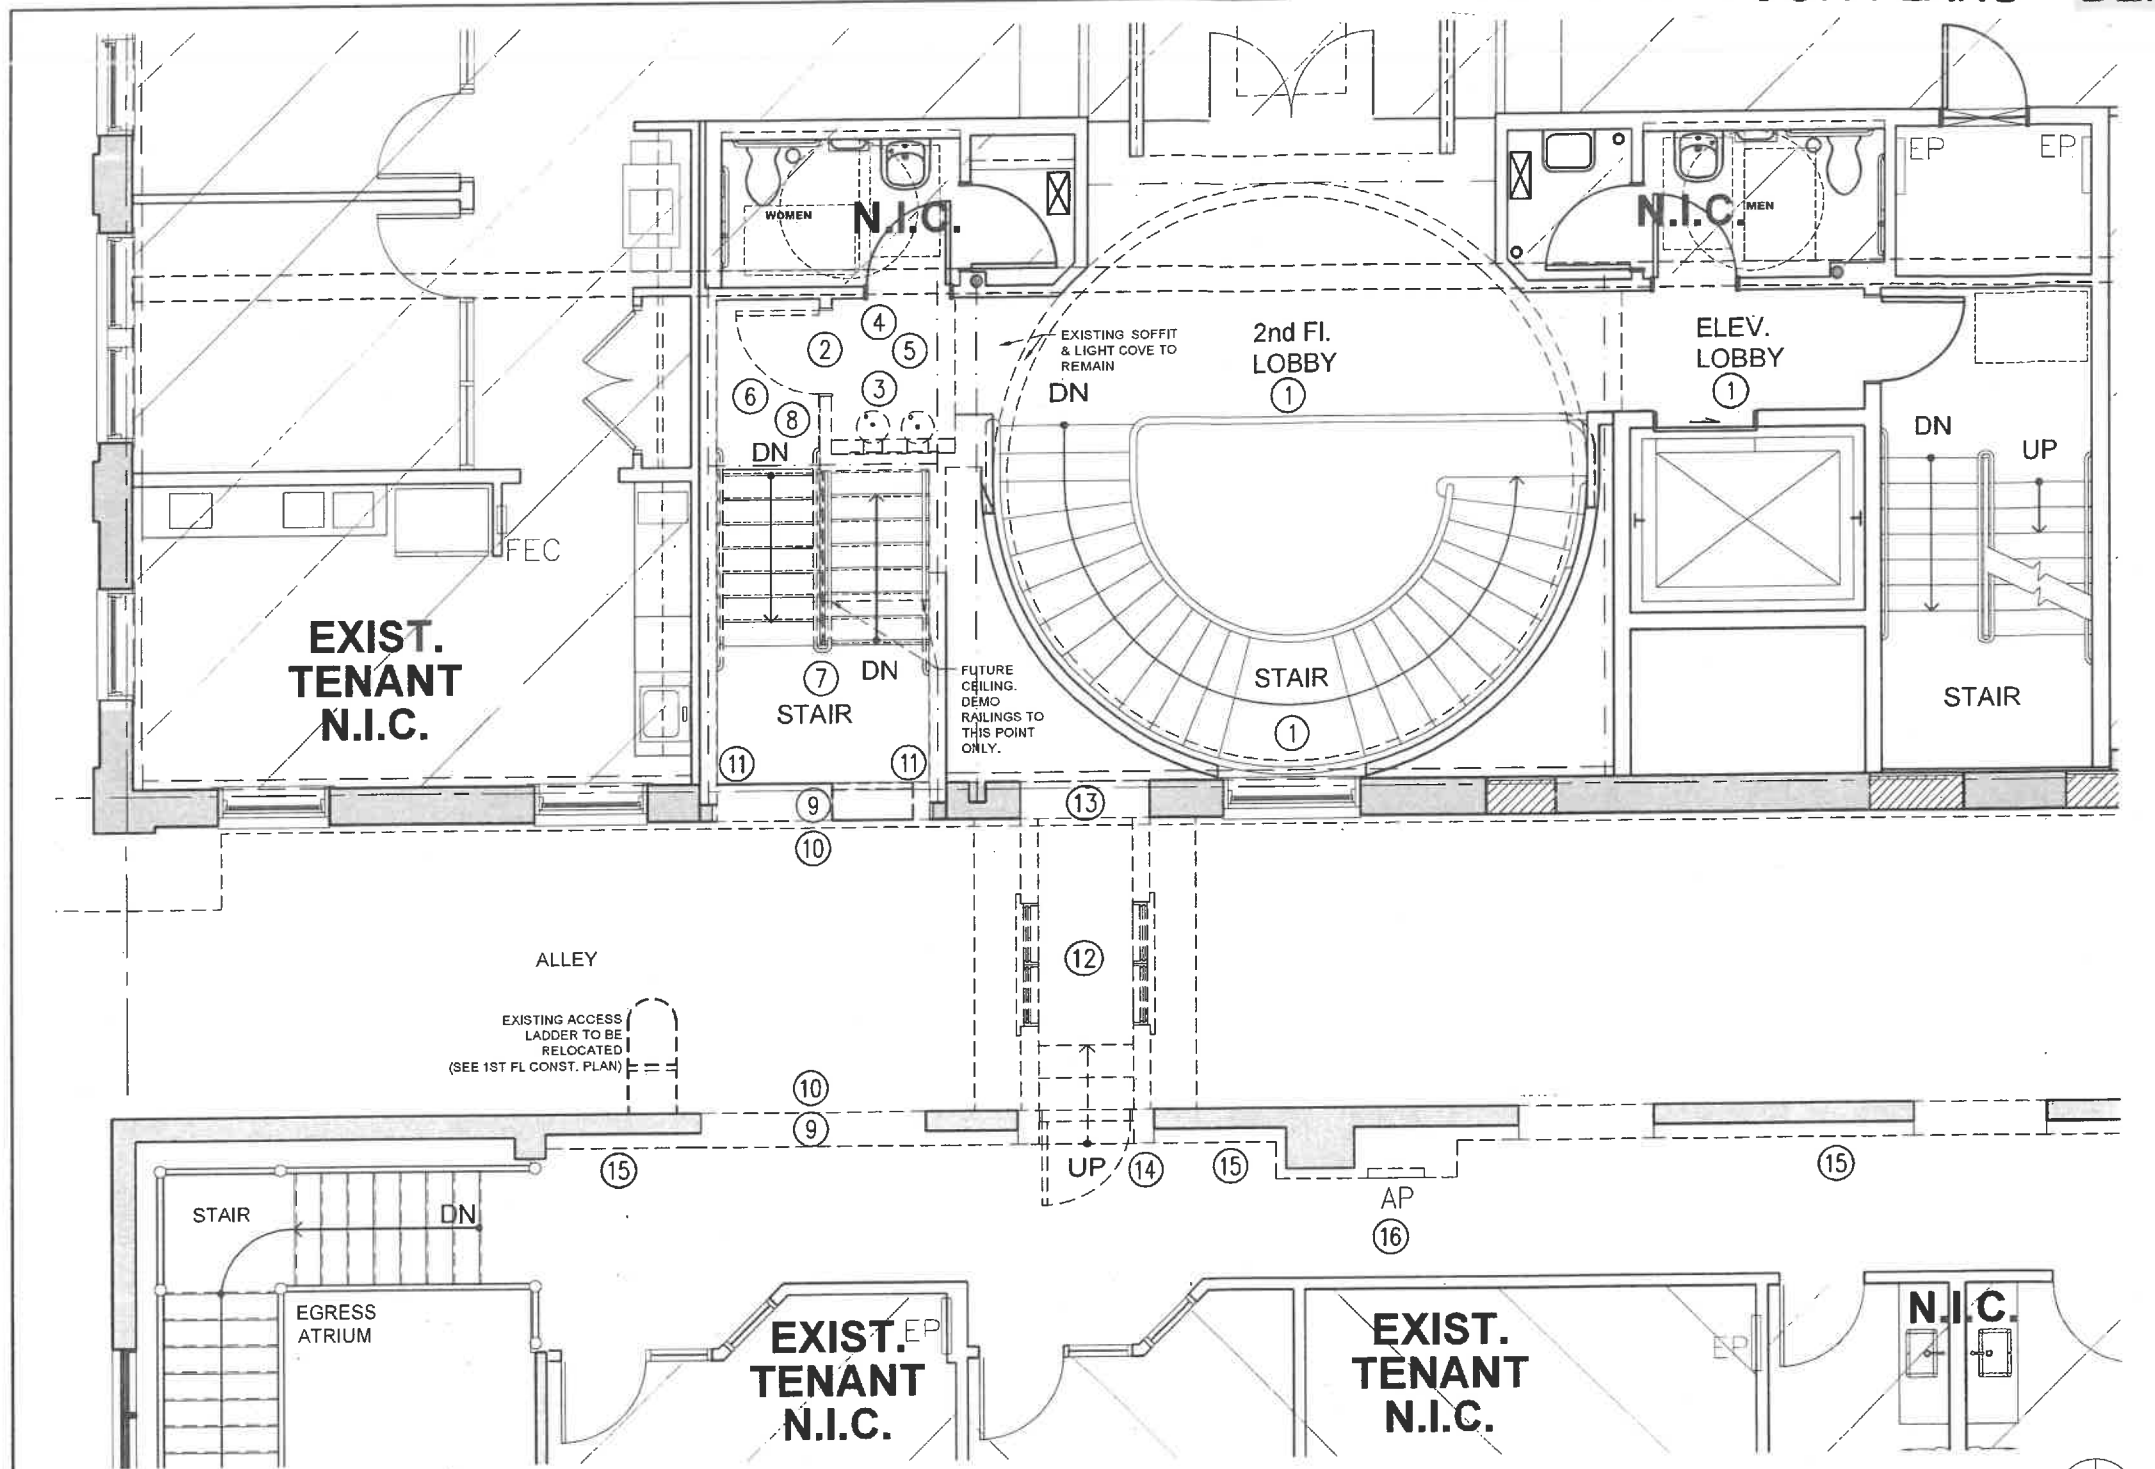 EP
EP
WOMEN
N.I.C.
N.I.C.
MEN
4
2
5
EXISTING SOFFIT
& LIGHT COVE TO
REMAIN
2nd Fl.
LOBBY
1
ELEV.
LOBBY
1
6
3
8
DN
DN
DN
UP
FEC
EXIST.
TENANT
N.I.C.
7
DN
STAIR
FUTURE
CEILING.
DEMO
RAILINGS TO
THIS POINT
ONLY.
STAIR
1
STAIR
11
11
9
13
10
ALLEY
12
EXISTING ACCESS
LADDER TO BE
RELOCATED
(SEE 1ST FL CONST. PLAN)
10
9
15
UP
14
15
15
AP
16
STAIR
DN
EGRESS
ATRIUM
EXIST.
TENANT
N.I.C.
EP
EXIST.
TENANT
N.I.C.
EP
N.I.C.